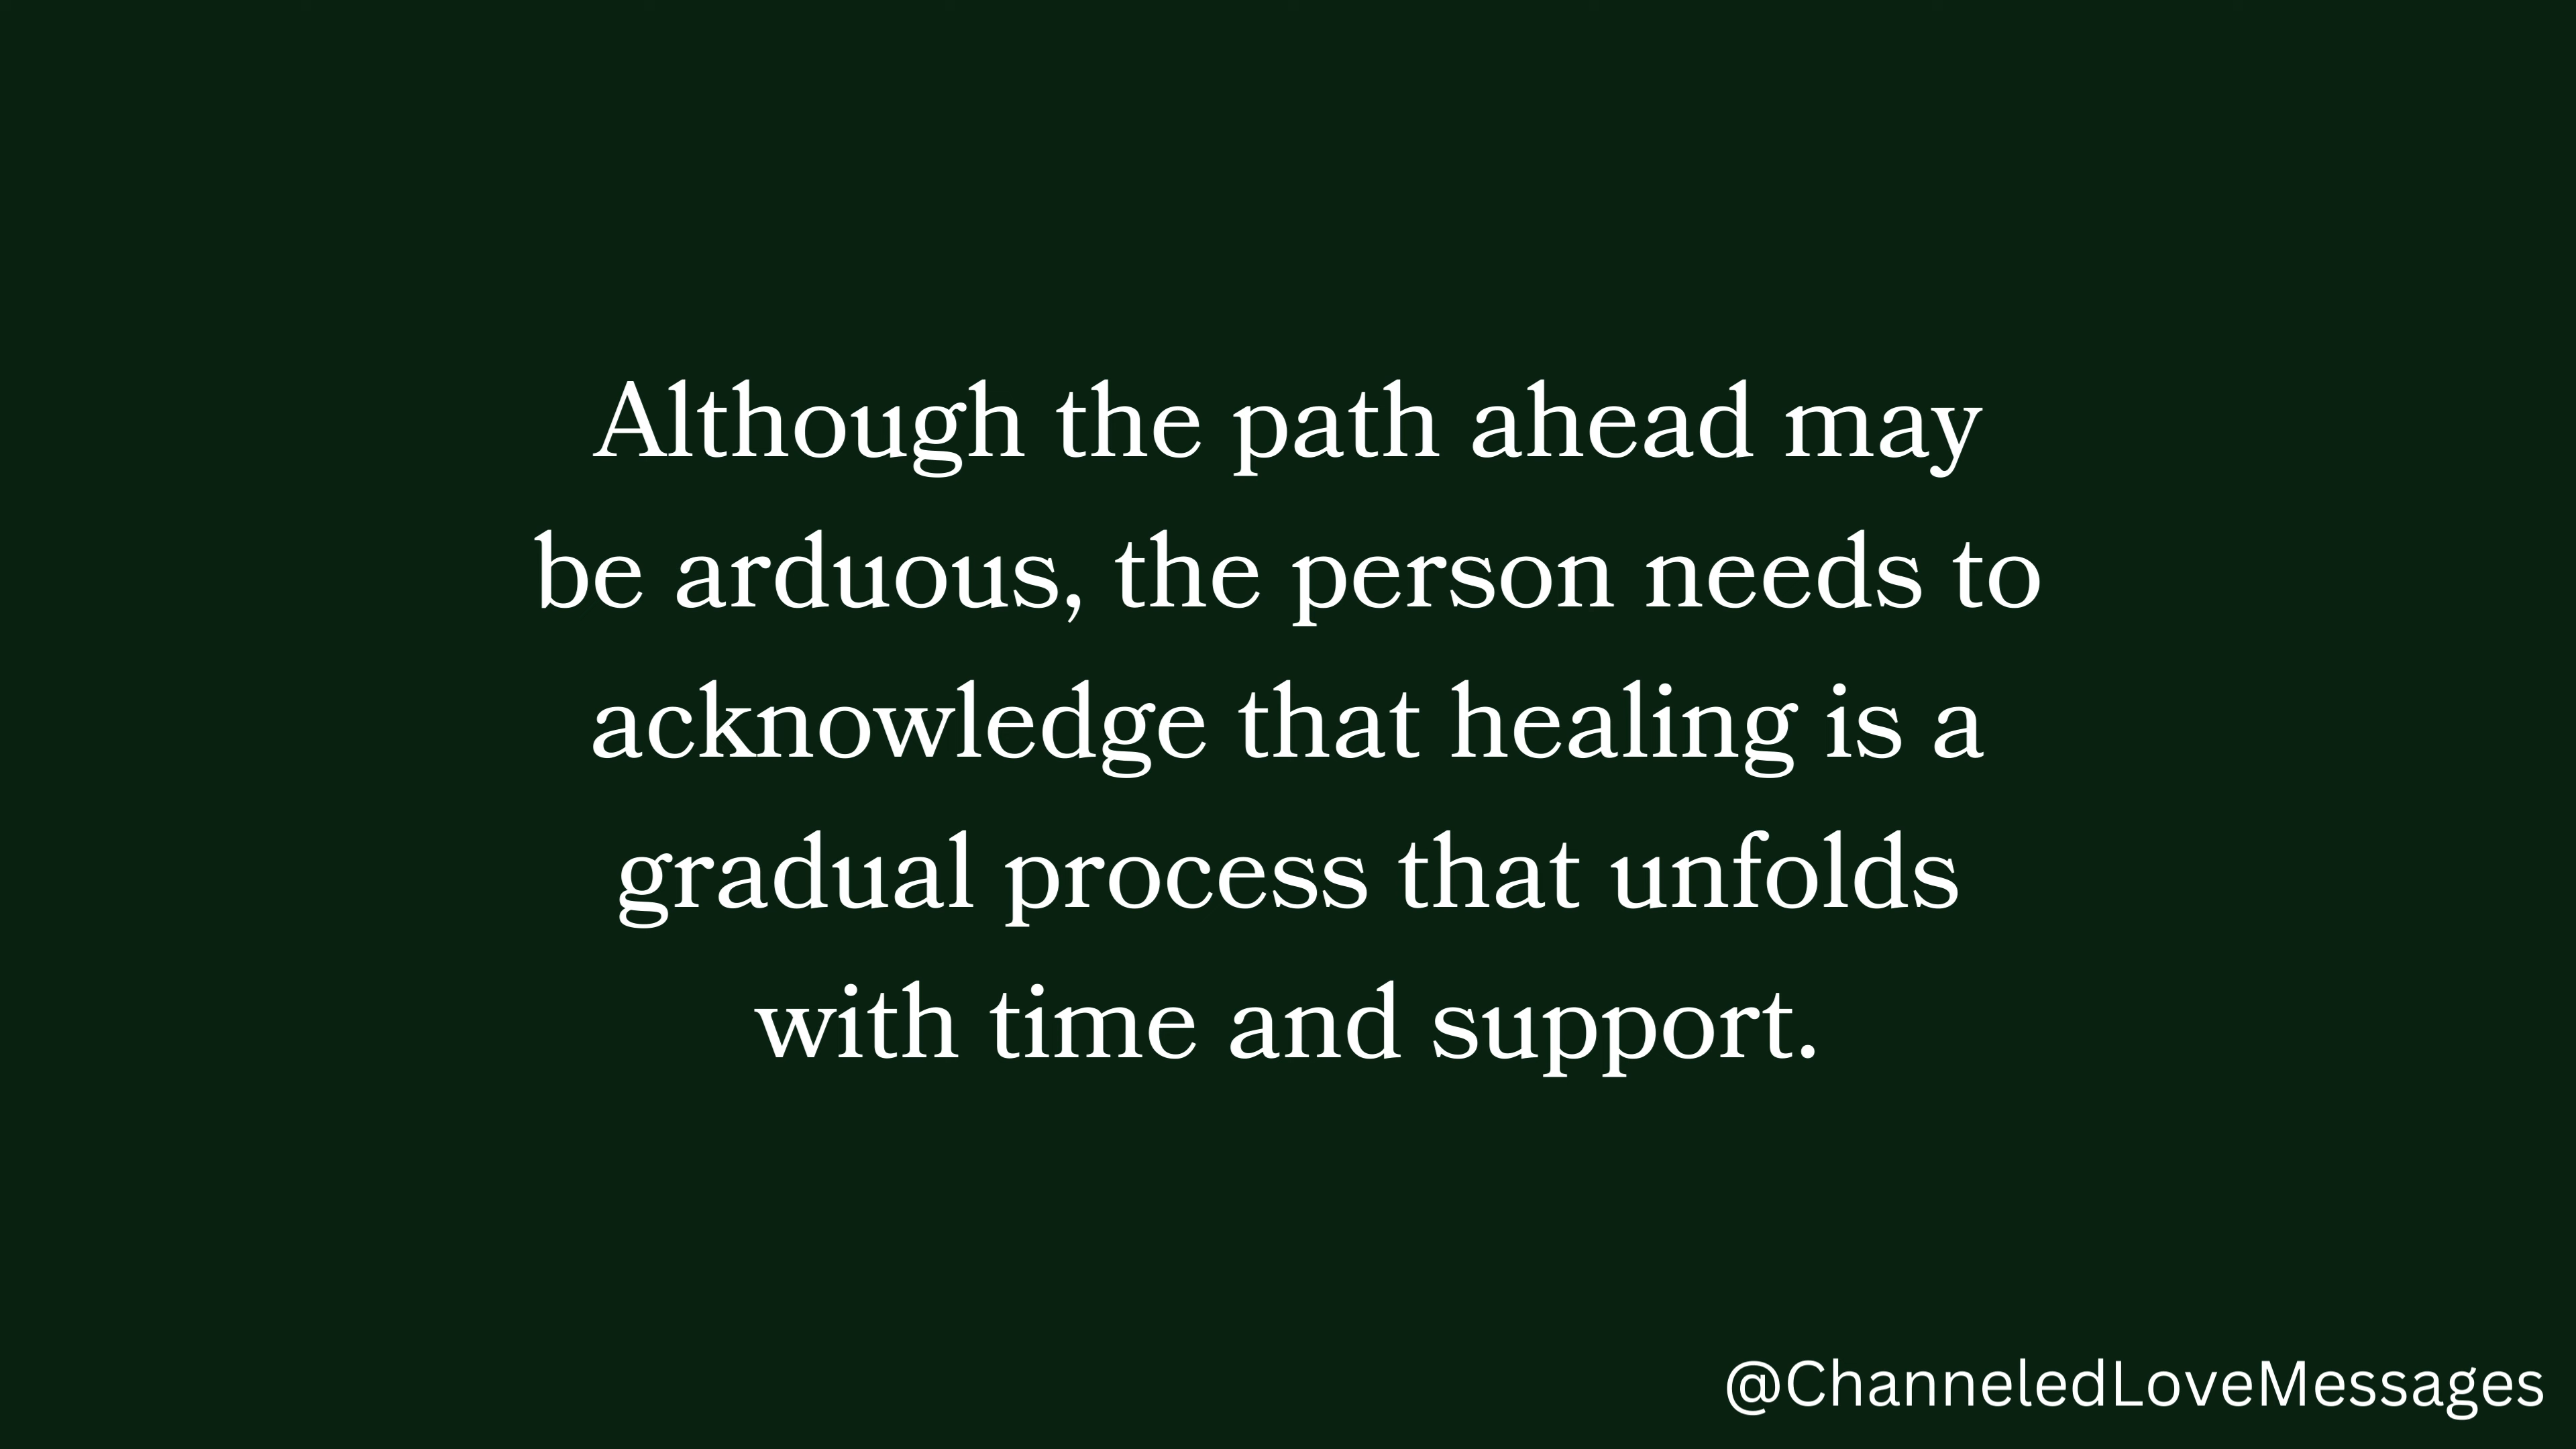 Although the path ahead may
be arduous, the person needs to
acknowledge that healing is a
gradual process that unfolds
with time and support.
@ChanneledLoveMessages